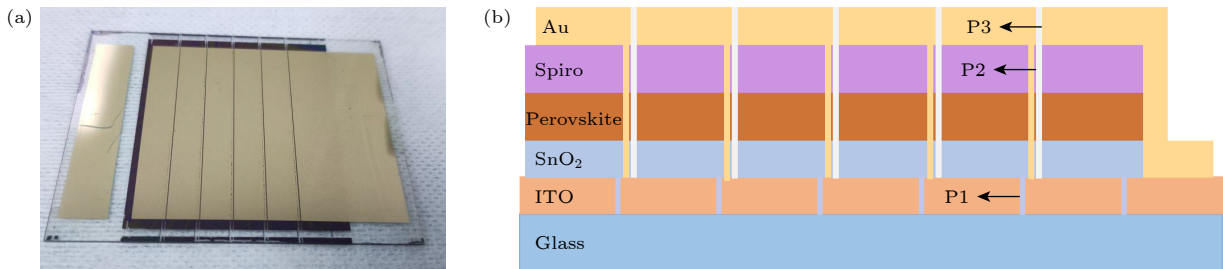 (a)
(b)
Au
P3
Spiro
P2
Perovskite
SnO₂
ITO
P1
Glass